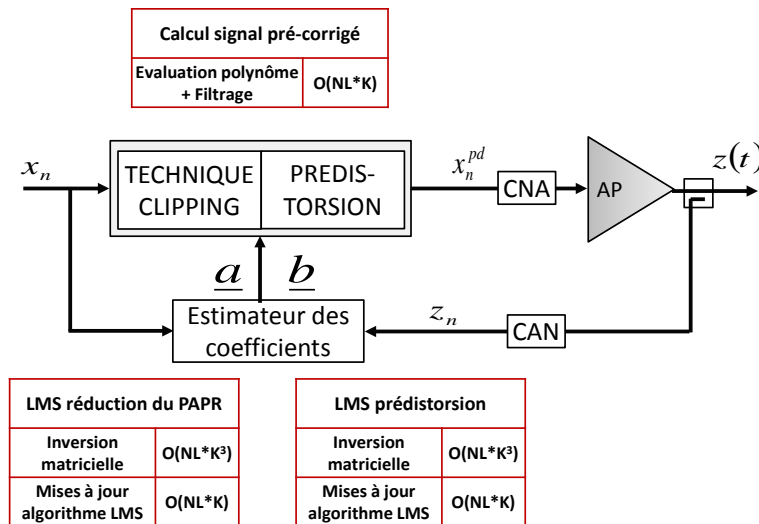 Calcul signal pré-corrigé
Evaluation polynôme
+ Filtrage
O(NL*K)
x_n
TECHNIQUE
CLIPPING
PREDIS-
TORSION
x_n^{pd}
CNA
AP
z(t)
a b
Estimateur des
coefficients
z_n
CAN
LMS réduction du PAPR
Inversion
matricielle
O(NL*K³)
Mises à jour
algorithme LMS
O(NL*K)
LMS prédistorsion
Inversion
matricielle
O(NL*K³)
Mises à jour
algorithme LMS
O(NL*K)